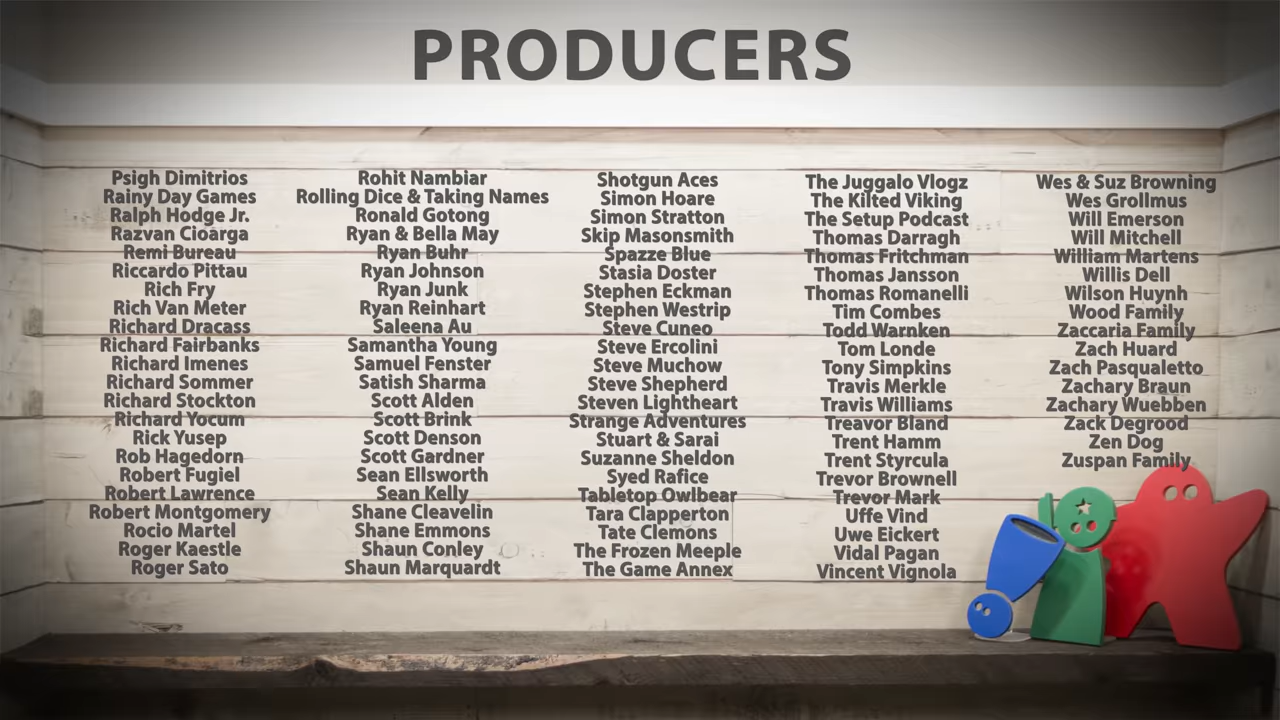 PRODUCERS
Psigh Dimitrios
Rainy Day Games
Ralph Hodge Jr.
Razvan Cioarga
Remi Bureau
Riccardo Pittau
Rich Fry
Rich Van Meter
Richard Dracass
Richard Fairbanks
Richard Imenes
Richard Sommer
Richard Stockton
Richard Yocum
Rick Yusep
Rob Hagedorn
Robert Fugiel
Robert Lawrence
Robert Montgomery
Rocio Martel
Roger Kaestle
Roger Sato
Rohit Nambiar
Rolling Dice & Taking Names
Ronald Gotong
Ryan & Bella May
Ryan Buhr
Ryan Johnson
Ryan Junk
Ryan Reinhart
Saleena Au
Samantha Young
Samuel Fenster
Satish Sharma
Scott Alden
Scott Brink
Scott Denson
Scott Gardner
Sean Ellsworth
Sean Kelly
Shane Cleavelin
Shane Emmons
Shaun Conley
Shaun Marquardt
Shotgun Aces
Simon Hoare
Simon Stratton
Skip Masonsmith
Spazze Blue
Stasia Doster
Stephen Eckman
Stephen Westrip
Steve Cuneo
Steve Ercolini
Steve Muchow
Steve Shepherd
Steven Lightheart
Strange Adventures
Stuart & Sarai
Suzanne Sheldon
Syed Rafice
Tabletop Owlbear
Tara Clapperton
Tate Clemons
The Frozen Meeple
The Game Annex
The Juggalo Vlogz
The Kilted Viking
The Setup Podcast
Thomas Darragh
Thomas Fritchman
Thomas Jansson
Thomas Romanelli
Tim Combes
Todd Warnken
Tom Londe
Tony Simpkins
Travis Merkle
Travis Williams
Treavor Bland
Trent Hamm
Trent Styrcula
Trevor Brownell
Trevor Mark
Uffe Vind
Uwe Eickert
Vidal Pagan
Vincent Vignola
Wes & Suz Browning
Wes Grollmus
Will Emerson
Will Mitchell
William Martens
Willis Dell
Wilson Huynh
Wood Family
Zaccaria Family
Zach Huard
Zach Pasqualetto
Zachary Braun
Zachary Wuebben
Zack Degrood
Zen Dog
Zuspan Family